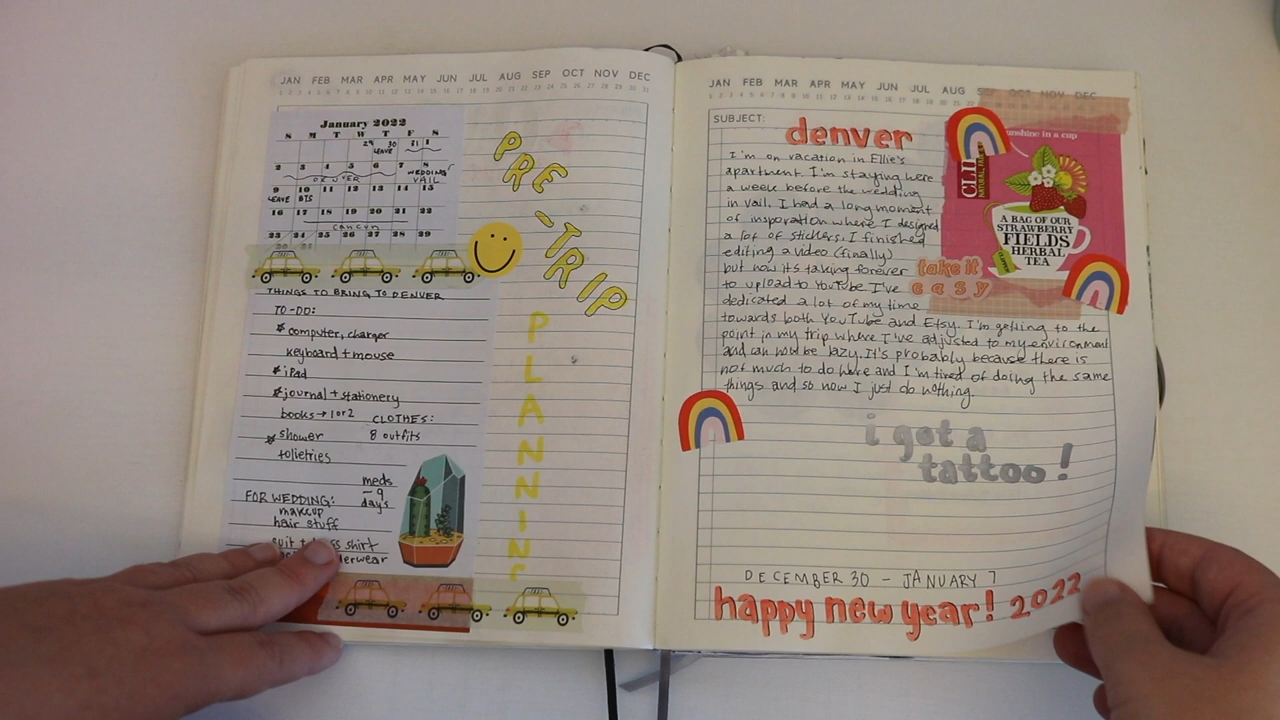 JAN FEB MAR APR MAY JUN JUL AUG SEP OCT NOV DEC
January 2022
S M T W T F S
29 30 31 1
LEAVE
2 3 4 5 6 7 8
DENVER WEDDING
VAIL
9 10 11 12 13 14 15
LEAVE BIS
16 17 18 19 20 21 22
CANCUN
23 24 25 26 27 28 29
30 31
PRE-TRIP
PLANNING
THINGS TO BRING TO DENVER
TO-DO:
computer, charger
keyboard + mouse
iPad
journal + stationery
books → 1 or 2
CLOTHES:
shower
8 outfits
tolietries
meds
- 9
days
FOR WEDDING:
makeup
hair stuff
suit + shirt
JAN FEB MAR APR MAY JUN JUL AUG SEP OCT NOV DEC
SUBJECT:
denver
I'm on vacation in Ellie's
apartment. I'm staying here
a week before the wedding
in vail. I had a long moment
of insporation where I designed
a lot of stickers. I finished
editing a video (finally)
but now its taking forever
to upload to YouTube I've
dedicated a lot of my time
towards both YouTube and Etsy. I'm getting to the
point in my trip where I've adjusted to my environment
and can now be lazy. It's probably because there is
not much to do here and I'm tired of doing the same
things and so now I just do nothing.
sunshine in a cup
A BAG OF OUR
STRAWBERRY
FIELDS
HERBAL
TEA
take it
easy
i got a
tattoo!
DECEMBER 30 - JANUARY 7
happy new year! 2022